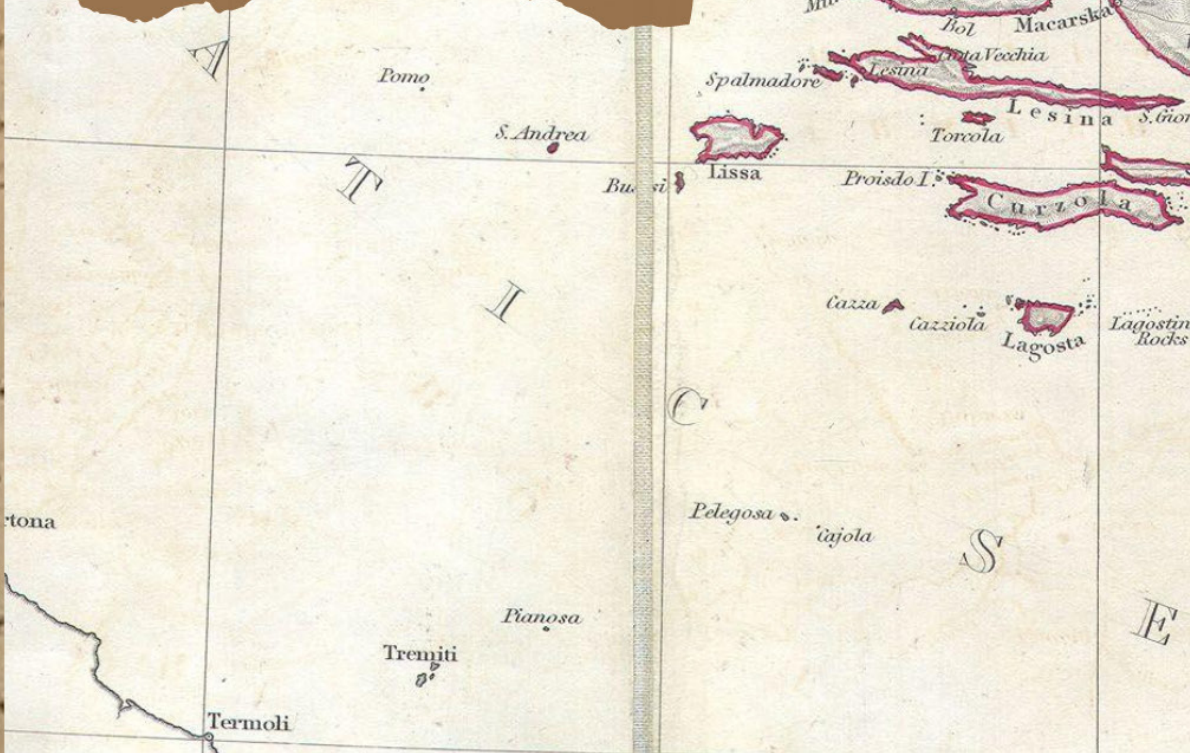 Bol
Macarska
Citta Vecchia
Lesina
Spalmadore
Pomo
Lesina
Torcola
S. Andrea
Lissa
Proisdo I.
Curzola
Cazza
Cazziola
Lagosta
Lagostin
Rocks
Pelegosa
Cajola
rtona
Pianosa
Tremiti
Termoli
A
T
I
C
S
E